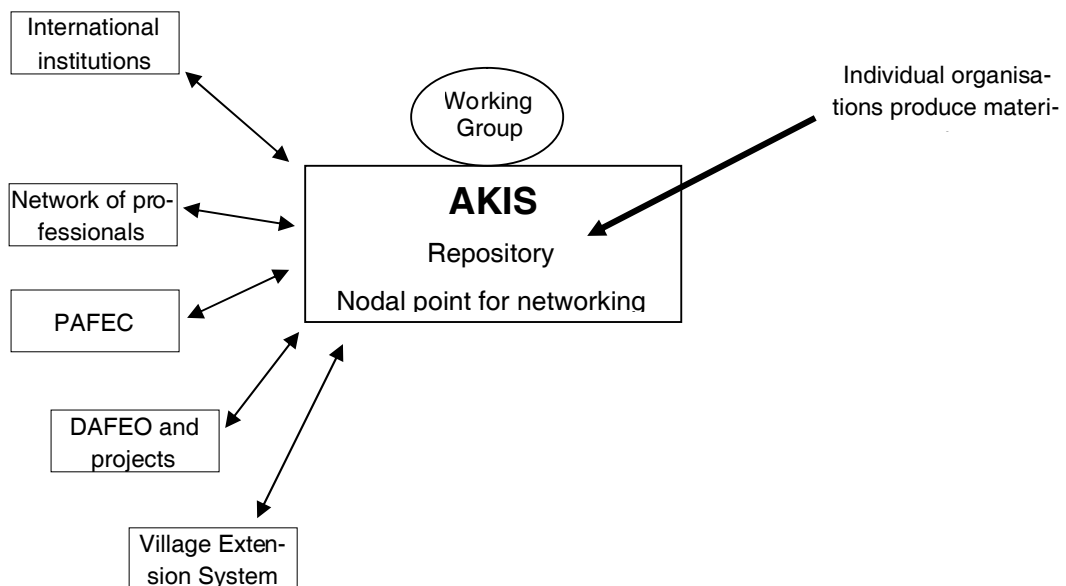 International
institutions
Working
Group
Individual organisa-
tions produce materi-
AKIS
Repository
Nodal point for networking
Network of pro-
fessionals
PAFEC
DAFEO and
projects
Village Exten-
sion System